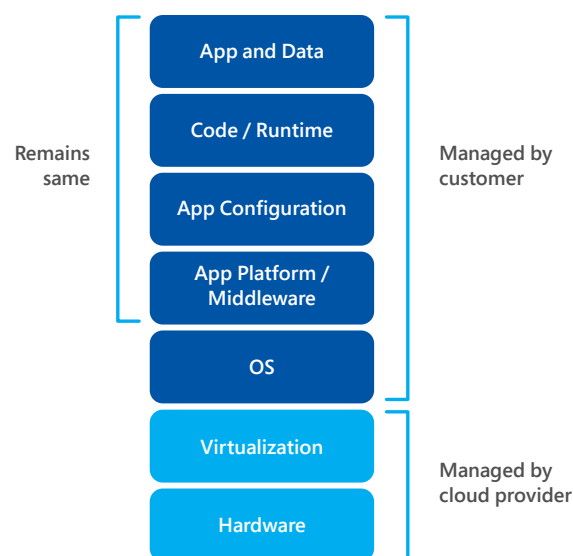 App and Data
Code / Runtime
Remains
same
Managed by
customer
App Configuration
App Platform /
Middleware
OS
Virtualization
Managed by
cloud provider
Hardware